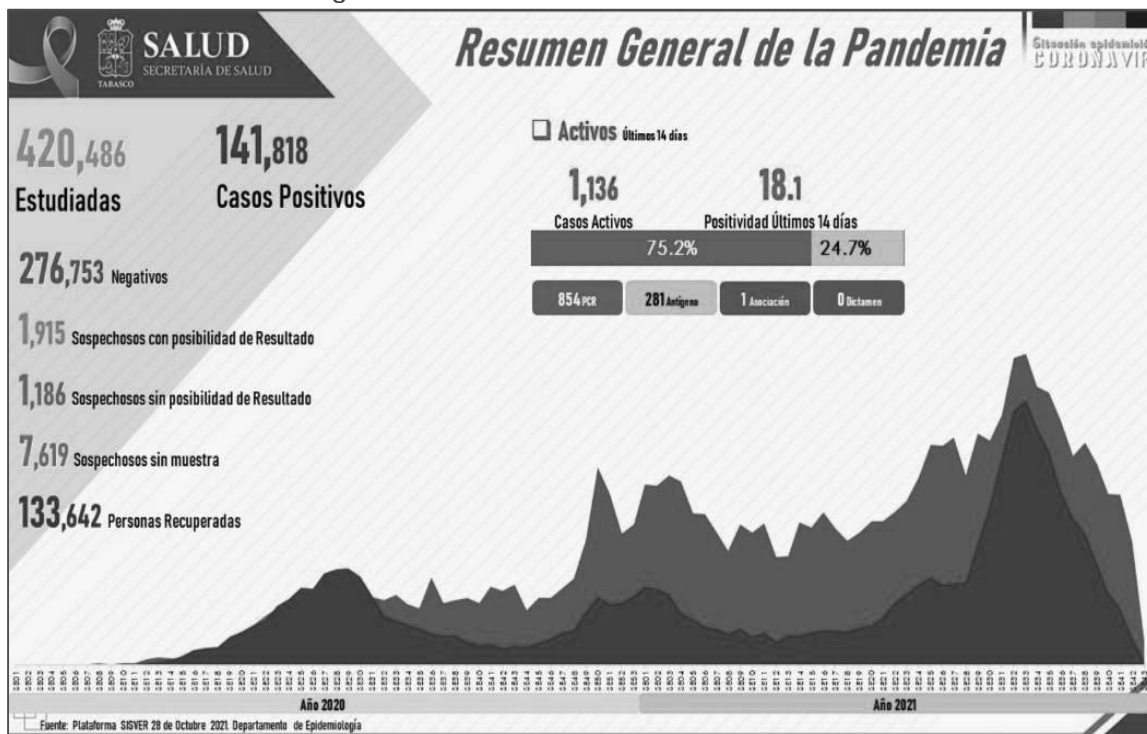 SALUD
SECRETARÍA DE SALUD
TABASCO
Resumen General de la Pandemia
Situación epidemioló
CORONAVIR
420,486
Estudiadas
141,818
Casos Positivos
276,753 Negativos
1,915 Sospechosos con posibilidad de Resultado
1,186 Sospechosos sin posibilidad de Resultado
7,619 Sospechosos sin muestra
133,642 Personas Recuperadas
Activos Últimos 14 días
1,136
Casos Activos
18.1
Positividad Últimos 14 días
75.2% 24.7%
854 PCR 281 Antígeno 1 Asociación 0 Dictamen
Año 2020 Año 2021
Fuente: Plataforma SISVER 28 de Octubre 2021. Departamento de Epidemiología